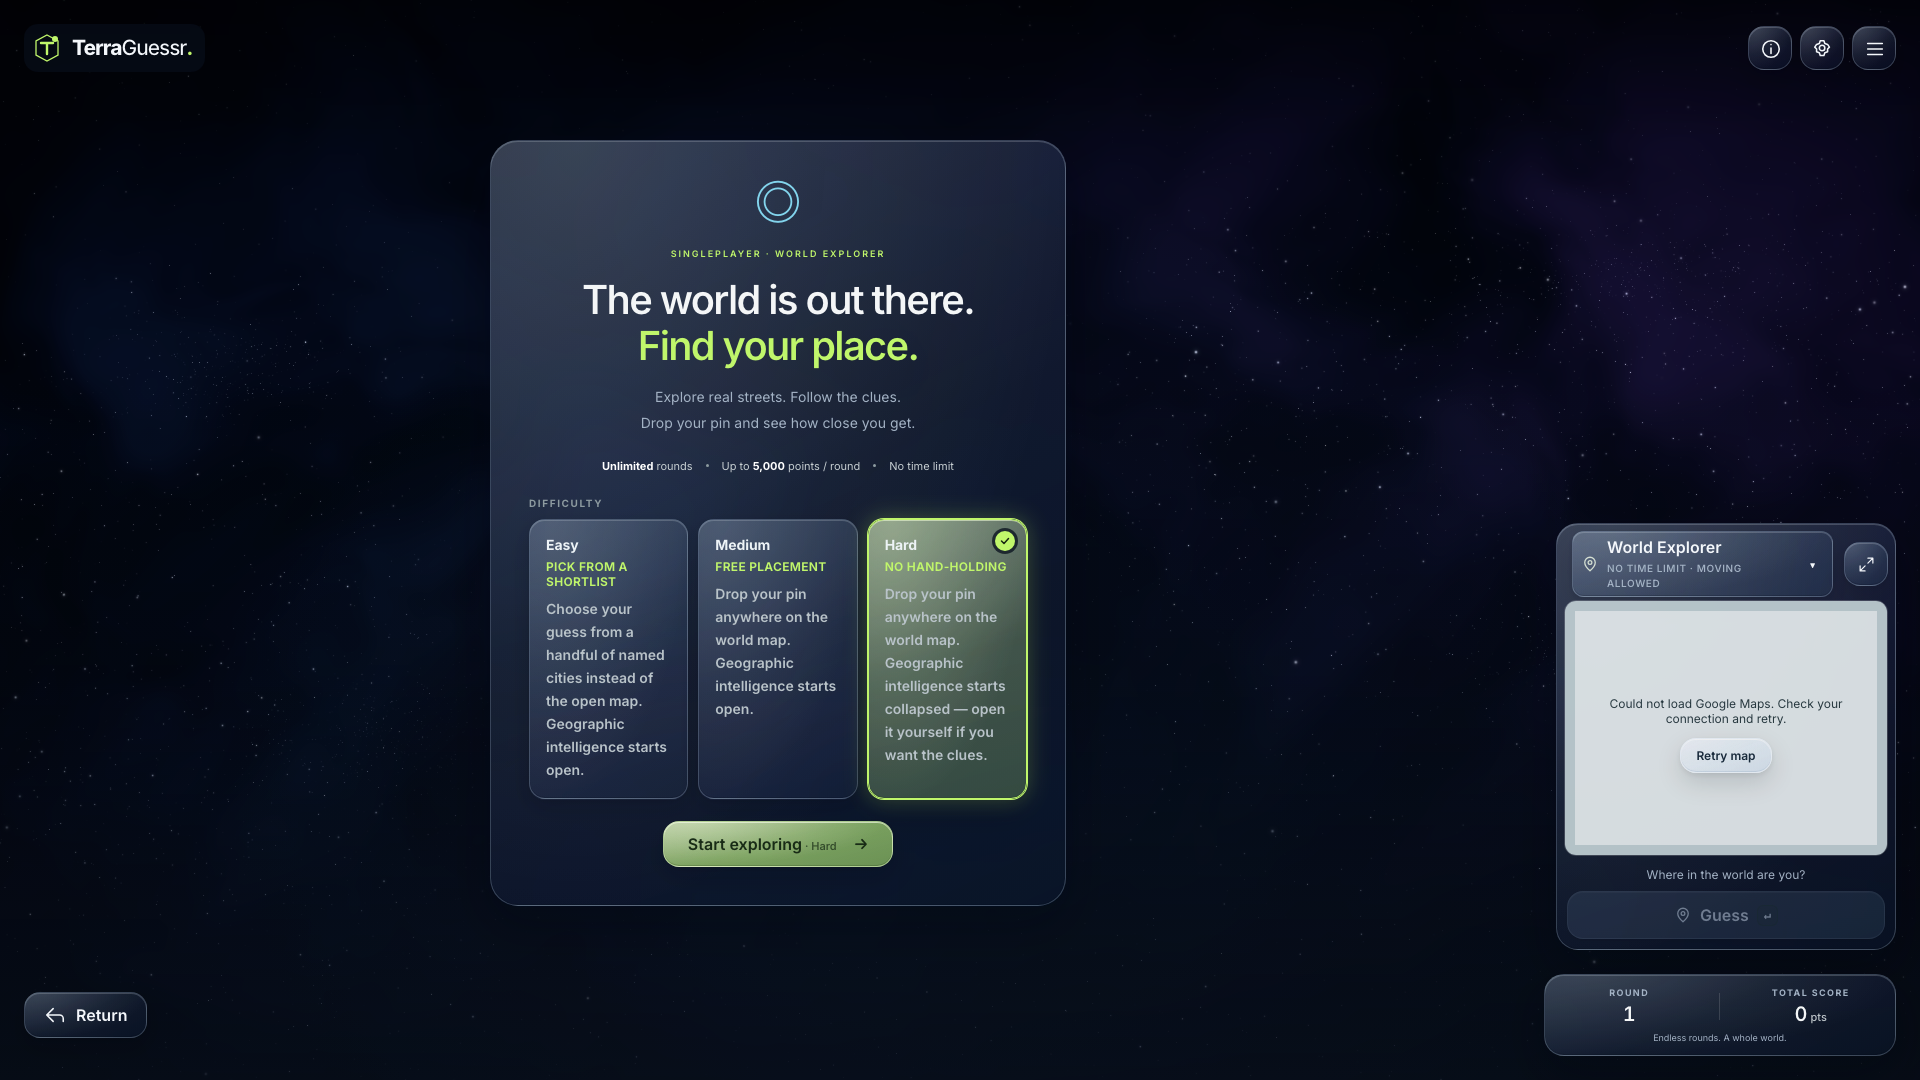 TerraGuessr.
SINGLEPLAYER · WORLD EXPLORER
The world is out there.
Find your place.
Explore real streets. Follow the clues.
Drop your pin and see how close you get.
Unlimited rounds • Up to 5,000 points / round • No time limit
DIFFICULTY
Easy
PICK FROM A
SHORTLIST
Choose your
guess from a
handful of named
cities instead of
the open map.
Geographic
intelligence starts
open.
Medium
FREE PLACEMENT
Drop your pin
anywhere on the
world map.
Geographic
intelligence starts
open.
Hard
NO HAND-HOLDING
Drop your pin
anywhere on the
world map.
Geographic
intelligence starts
collapsed — open
it yourself if you
want the clues.
Start exploring · Hard →
World Explorer
NO TIME LIMIT · MOVING
ALLOWED
Could not load Google Maps. Check your
connection and retry.
Retry map
Where in the world are you?
Guess ↵
Return
ROUND
1
TOTAL SCORE
0 pts
Endless rounds. A whole world.